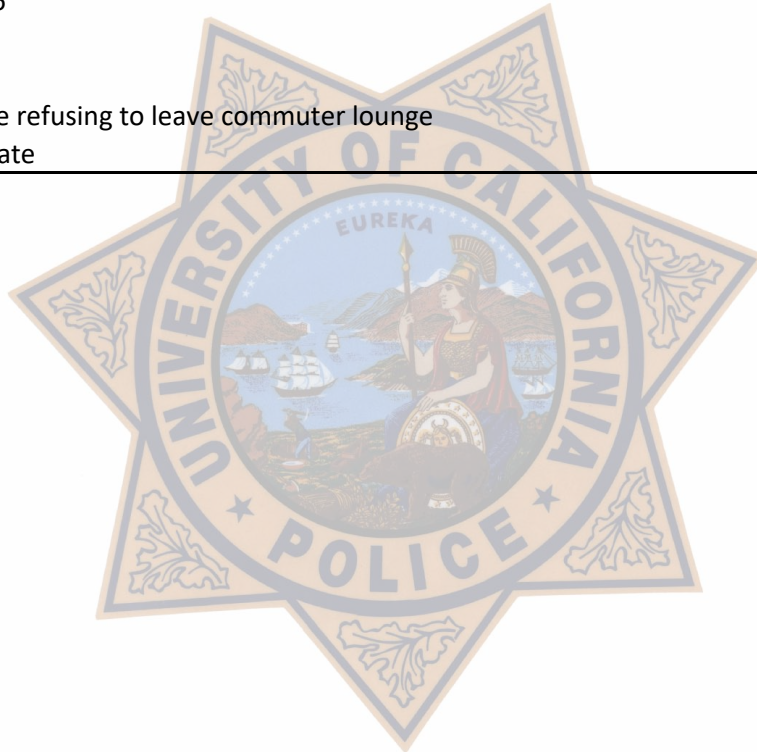 e refusing to leave commuter lounge
ate
UNIVERSITY OF CALIFORNIA
EUREKA
POLICE